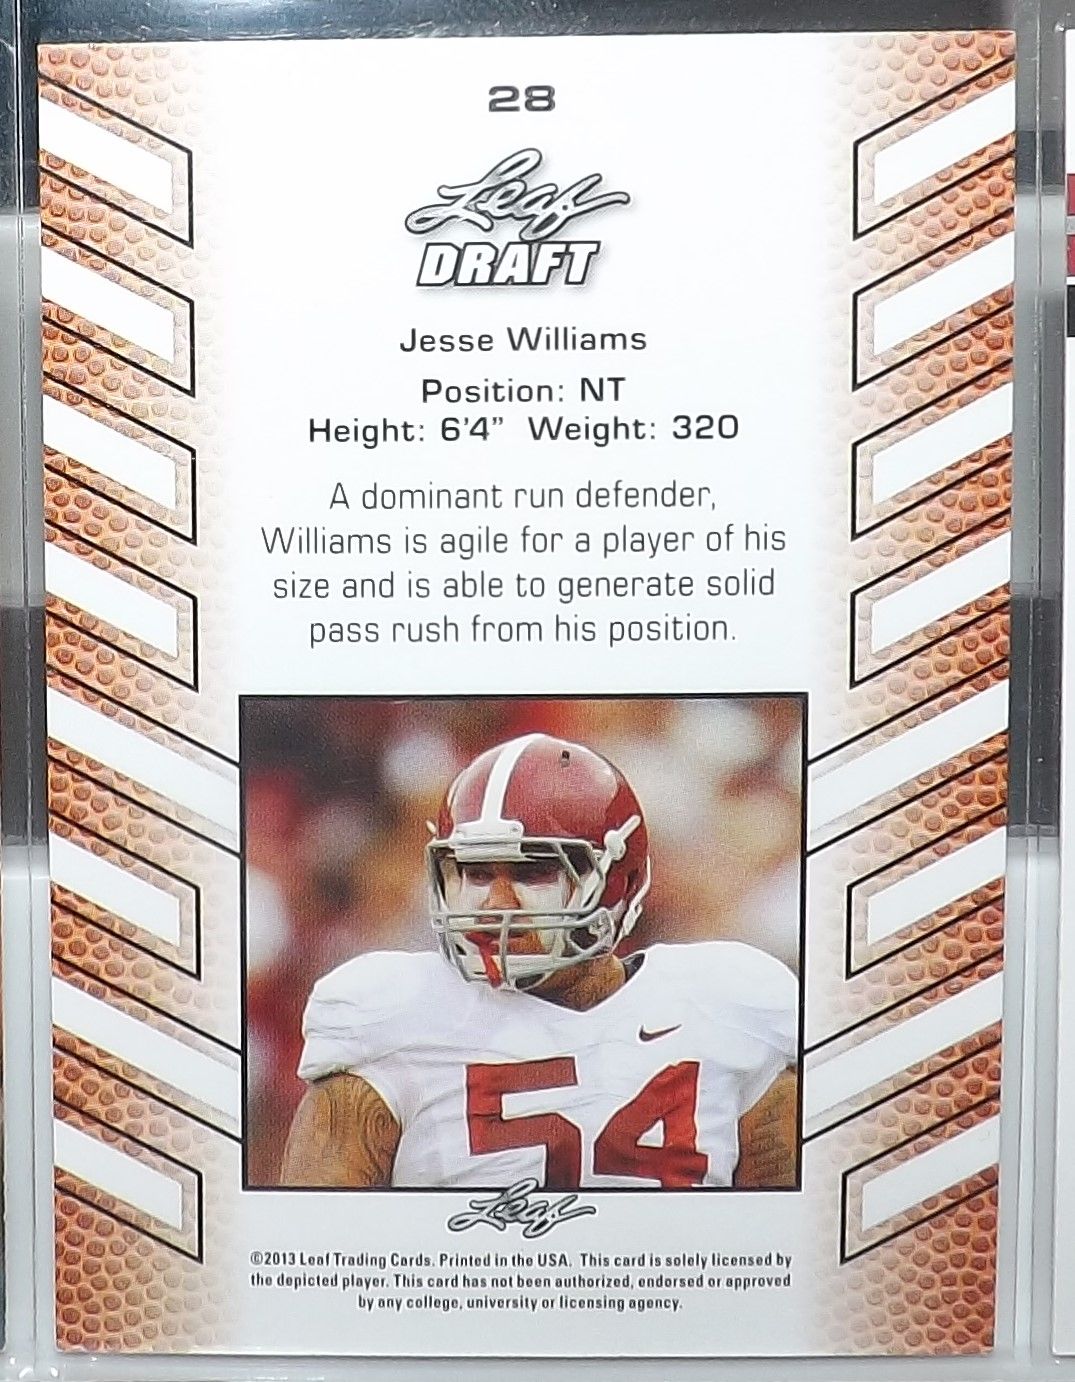 28
Leaf
DRAFT
Jesse Williams
Position: NT
Height: 6'4" Weight: 320
A dominant run defender,
Williams is agile for a player of his
size and is able to generate solid
pass rush from his position.
54
Leaf
©2013 Leaf Trading Cards. Printed in the USA. This card is solely licensed by
the depicted player. This card has not been authorized, endorsed or approved
by any college, university or licensing agency.